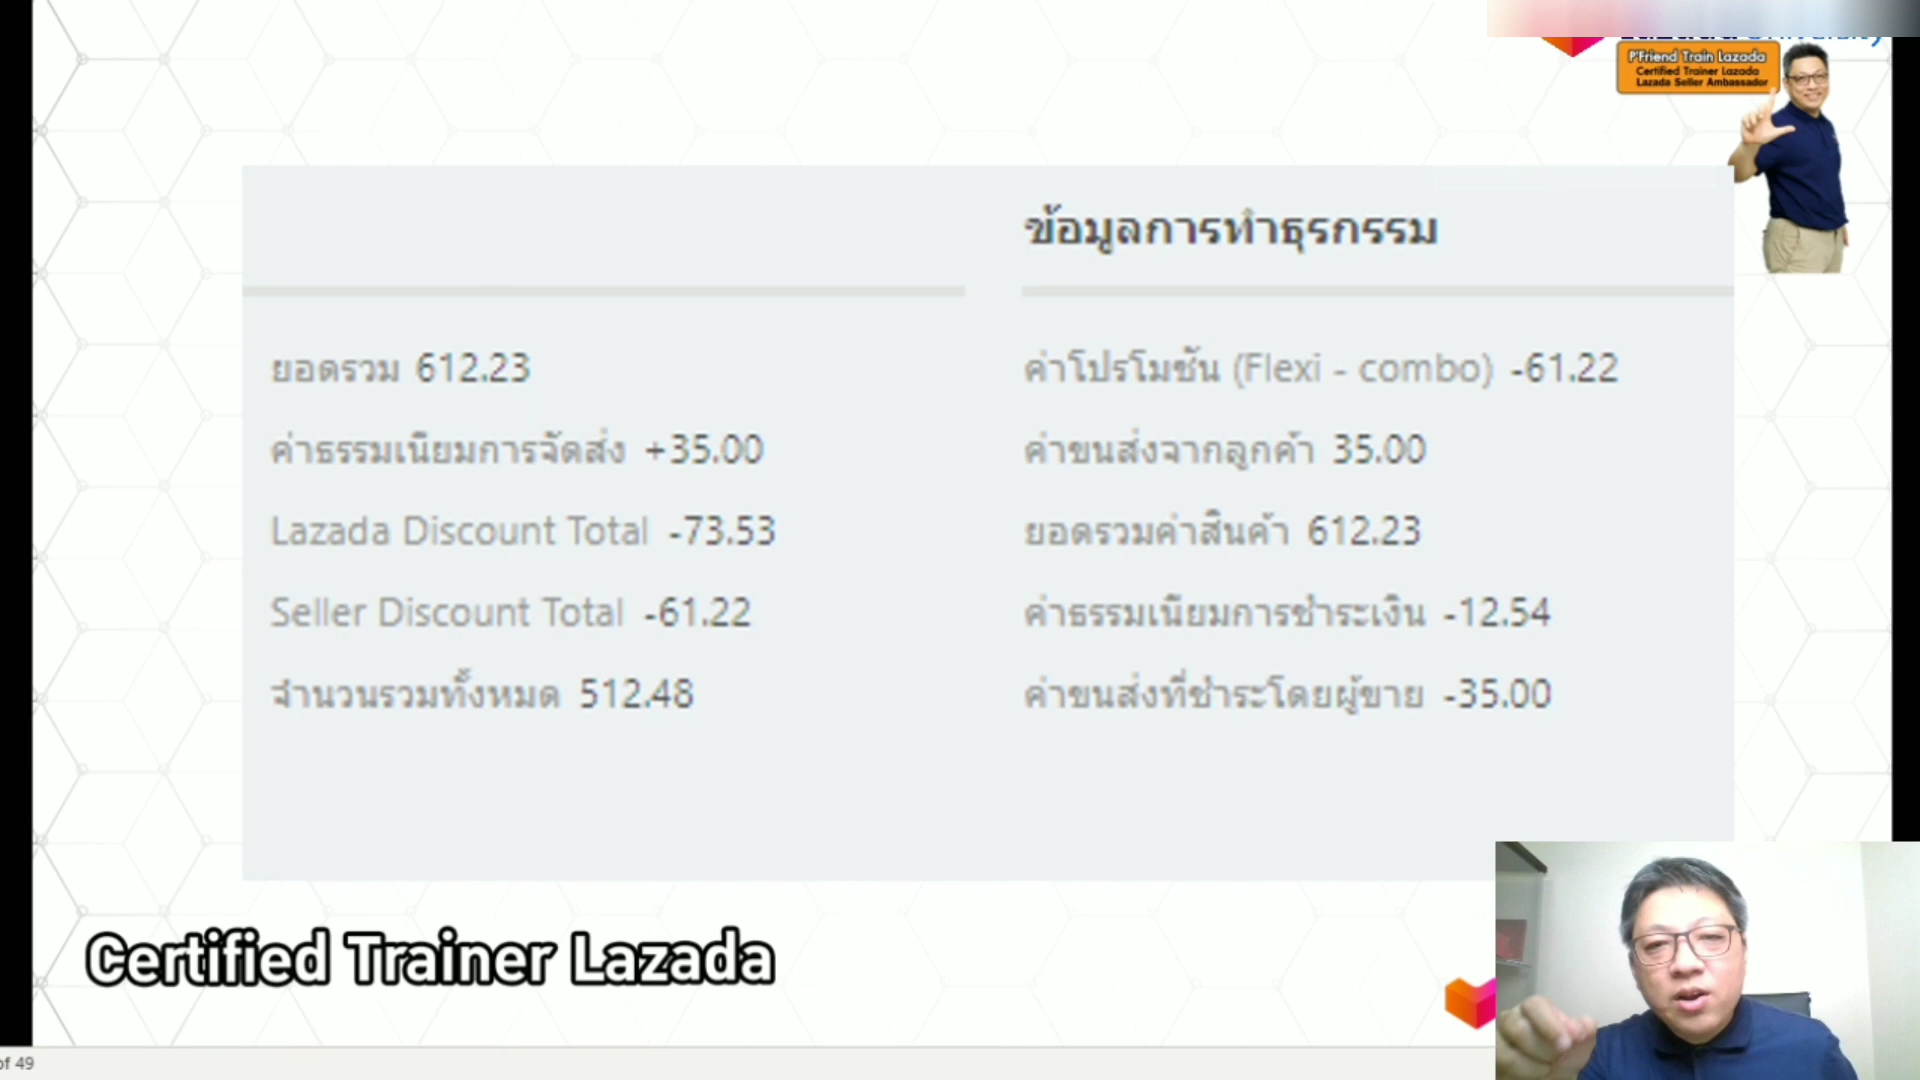 P'Friend Train Lazada
Certified Trainer Lazada
Lazada Seller Ambassador
ข้อมูลการทำธุรกรรม
ยอดรวม 612.23
ค่าธรรมเนียมการจัดส่ง +35.00
Lazada Discount Total -73.53
Seller Discount Total -61.22
จำนวนรวมทั้งหมด 512.48
ค่าโปรโมชั่น (Flexi - combo) -61.22
ค่าขนส่งจากลูกค้า 35.00
ยอดรวมค่าสินค้า 612.23
ค่าธรรมเนียมการชำระเงิน -12.54
ค่าขนส่งที่ชำระโดยผู้ขาย -35.00
Certified Trainer Lazada
of 49